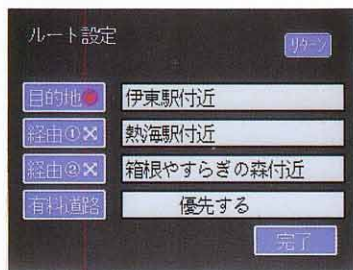 ルート設定
リターン
目的地 伊東駅付近
経由① 熱海駅付近
経由② 箱根やすらぎの森付近
有料道路 優先する
完了